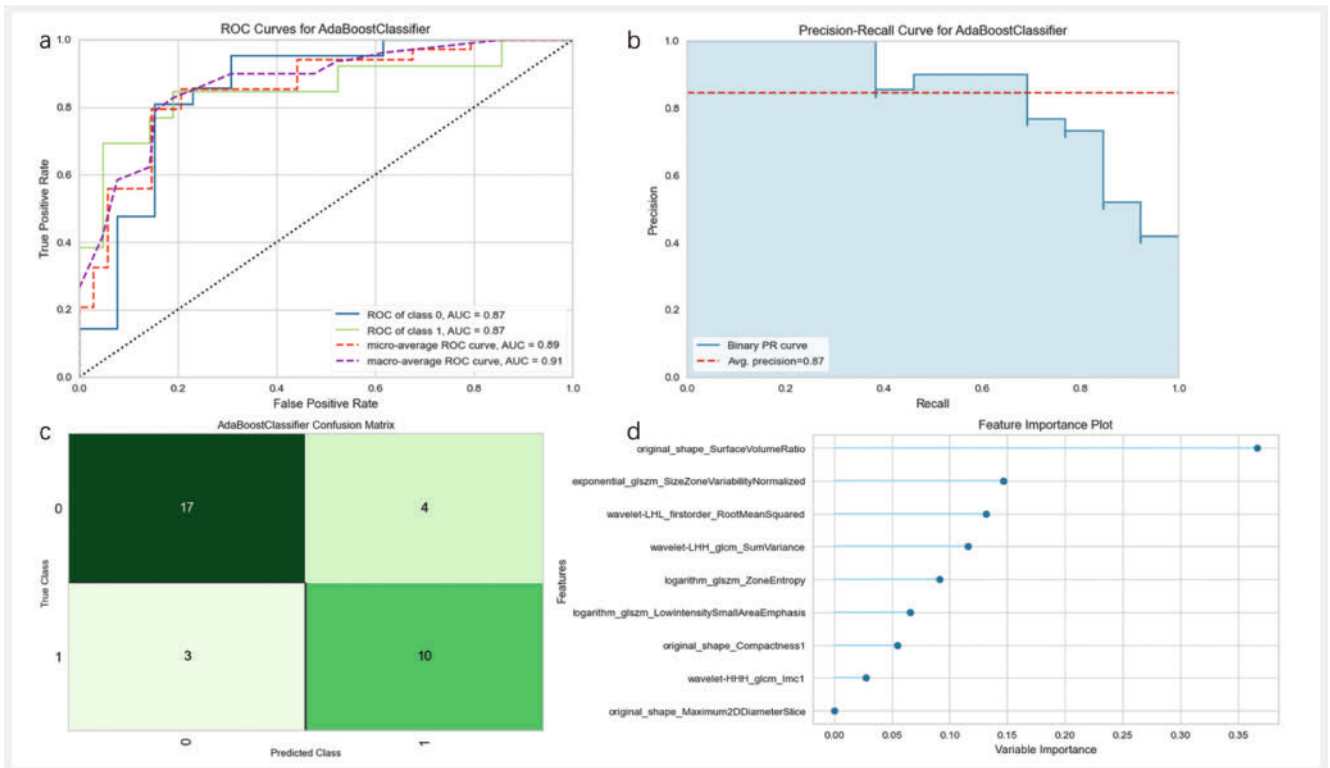 a
ROC Curves for AdaBoostClassifier
1.0
0.8
0.6
0.4
0.2
0.0
True Positive Rate
ROC of class 0, AUC = 0.87
ROC of class 1, AUC = 0.87
micro-average ROC curve, AUC = 0.89
macro-average ROC curve, AUC = 0.91
0.0 0.2 0.4 0.6 0.8 1.0
False Positive Rate
b
Precision-Recall Curve for AdaBoostClassifier
1.0
0.8
0.6
0.4
0.2
0.0
Precision
Binary PR curve
Avg. precision=0.87
0.0 0.2 0.4 0.6 0.8 1.0
Recall
c
AdaBoostClassifier Confusion Matrix
True Class
0
17 4
1
3 10
0 1
Predicted Class
d
Feature Importance Plot
Features
original_shape_SurfaceVolumeRatio
exponential_glszm_SizeZoneVariabilityNormalized
wavelet-LHL_firstorder_RootMeanSquared
wavelet-LHH_glcm_SumVariance
logarithm_glszm_ZoneEntropy
logarithm_glszm_LowIntensitySmallAreaEmphasis
original_shape_Compactness1
wavelet-HHH_glcm_Imc1
original_shape_Maximum2DDiameterSlice
0.00 0.05 0.10 0.15 0.20 0.25 0.30 0.35
Variable Importance